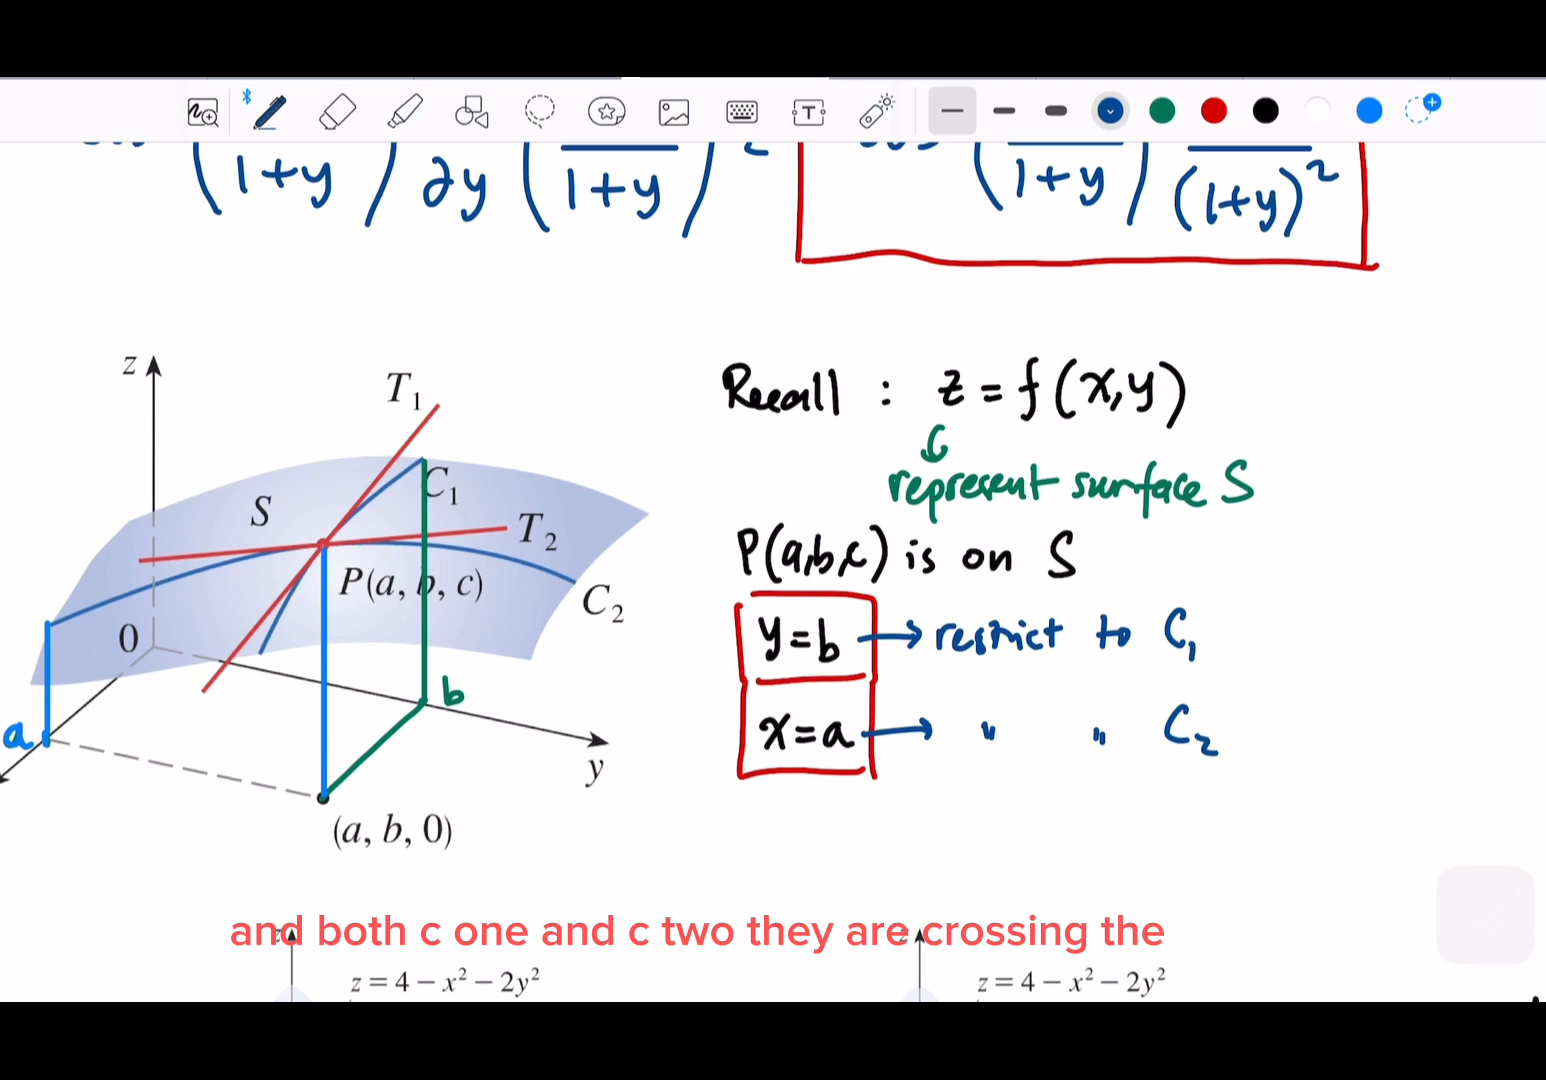 (1+y) ∂y (1+y)² (1+y) (1+y)²
z
T₁
C₁
S
T₂
P(a, b, c)
C₂
0
b
a
y
(a, b, 0)
Recall : z = f(x,y)
represent surface S
P(a,b,c) is on S
y=b → restrict to C₁
x=a → " " C₂
and both c one and c two they are crossing the
z z
z = 4 − x² − 2y² z = 4 − x² − 2y²